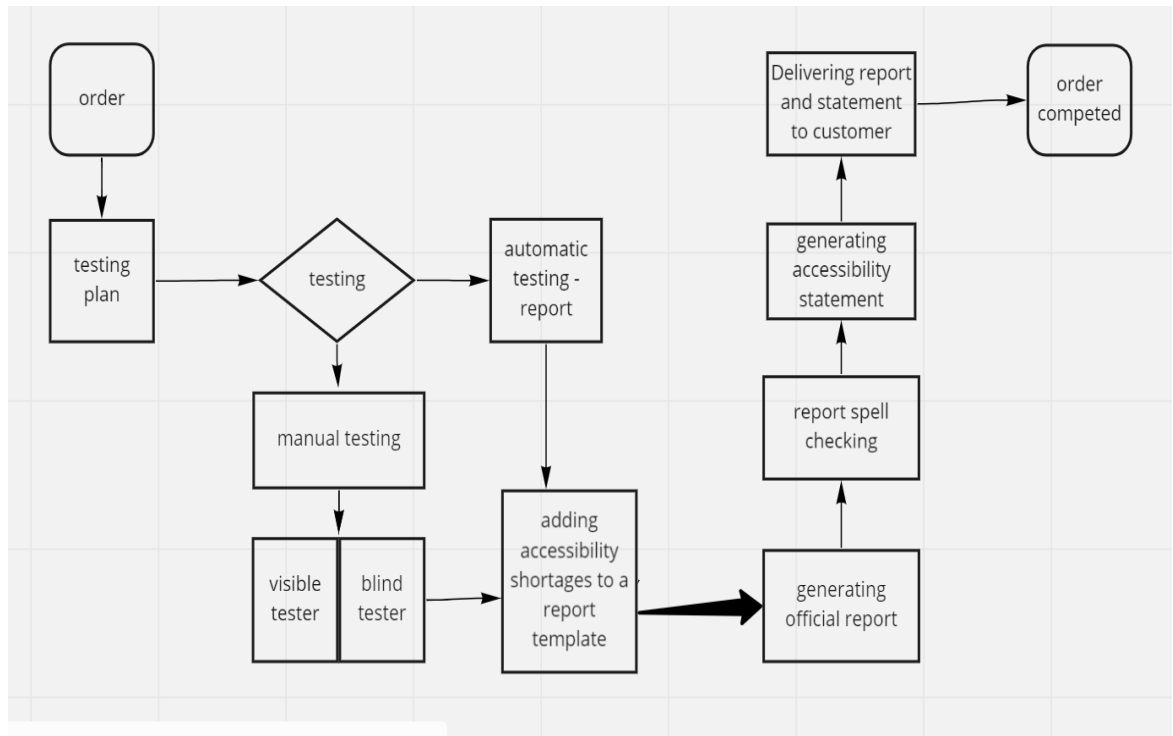 order
testing
plan
testing
automatic
testing -
report
manual testing
visible
tester
blind
tester
adding
accessibility
shortages to a
report
template
generating
official report
report spell
checking
generating
accessibility
statement
Delivering report
and statement
to customer
order
competed